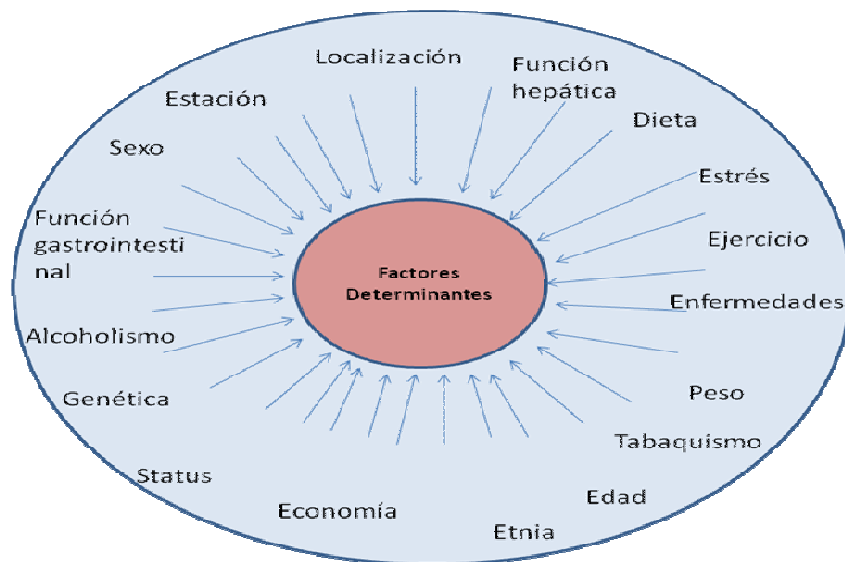 Localización
Función
hepática
Estación
Dieta
Sexo
Estrés
Función
gastrointesti
nal
Ejercicio
Factores
Determinantes
Enfermedades
Alcoholismo
Genética
Peso
Tabaquismo
Status
Edad
Economía
Etnia